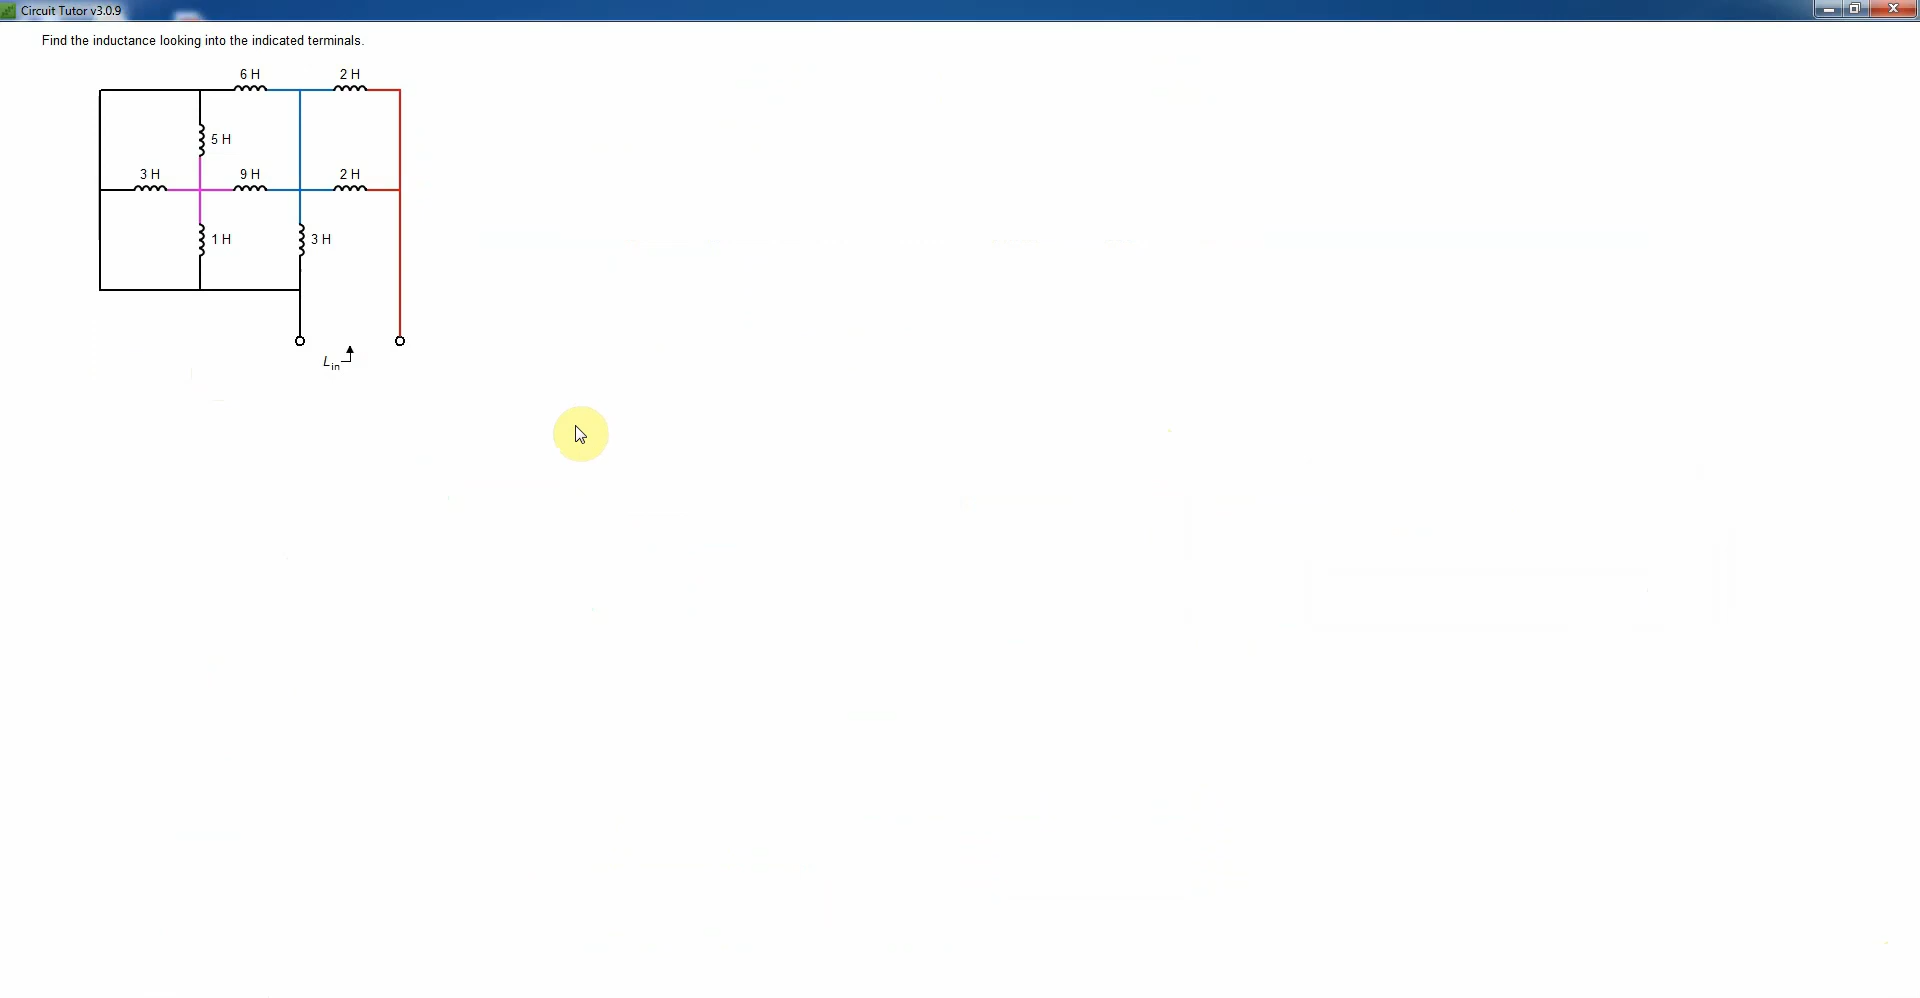 Circuit Tutor v3.0.9
Find the inductance looking into the indicated terminals.
6 H 2 H
5 H
3 H 9 H 2 H
1 H 3 H
Lin